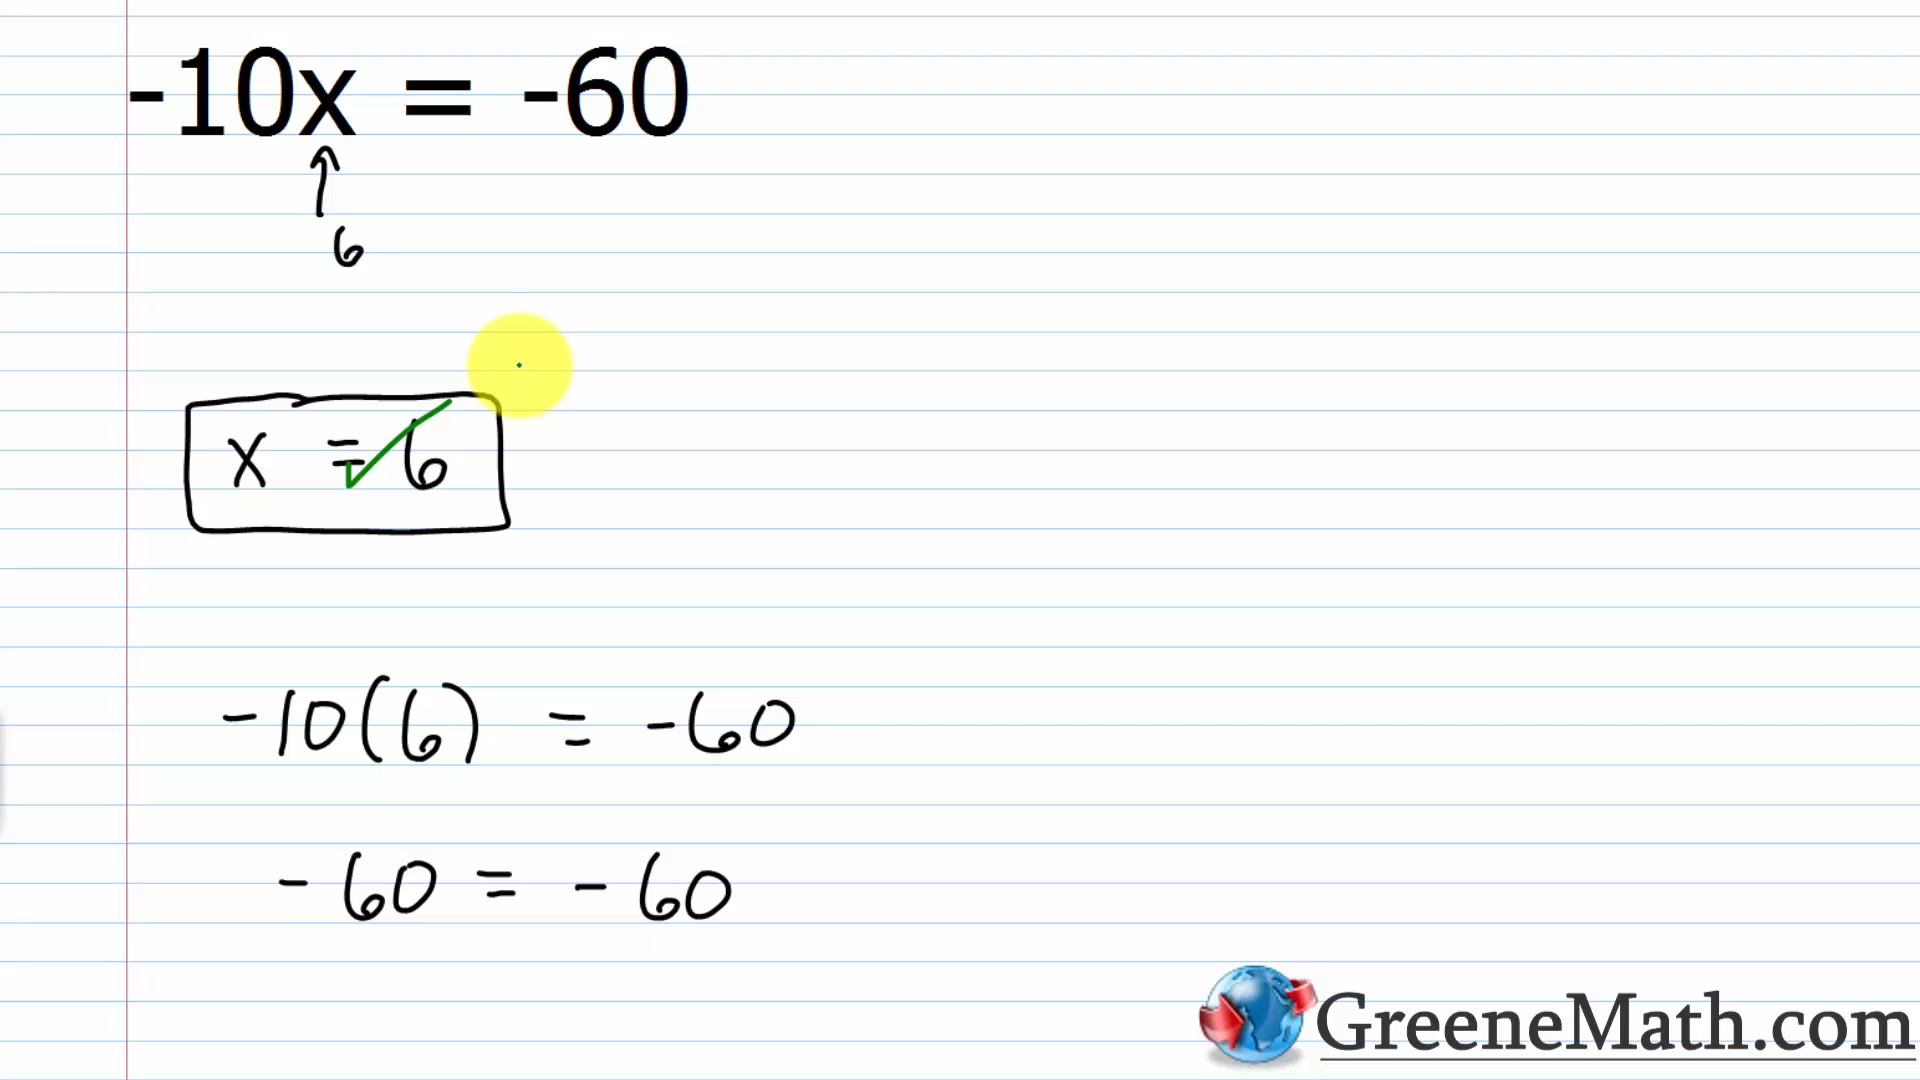 -10x = -60
6
x = 6
-10(6) = -60
-60 = -60
GreeneMath.com